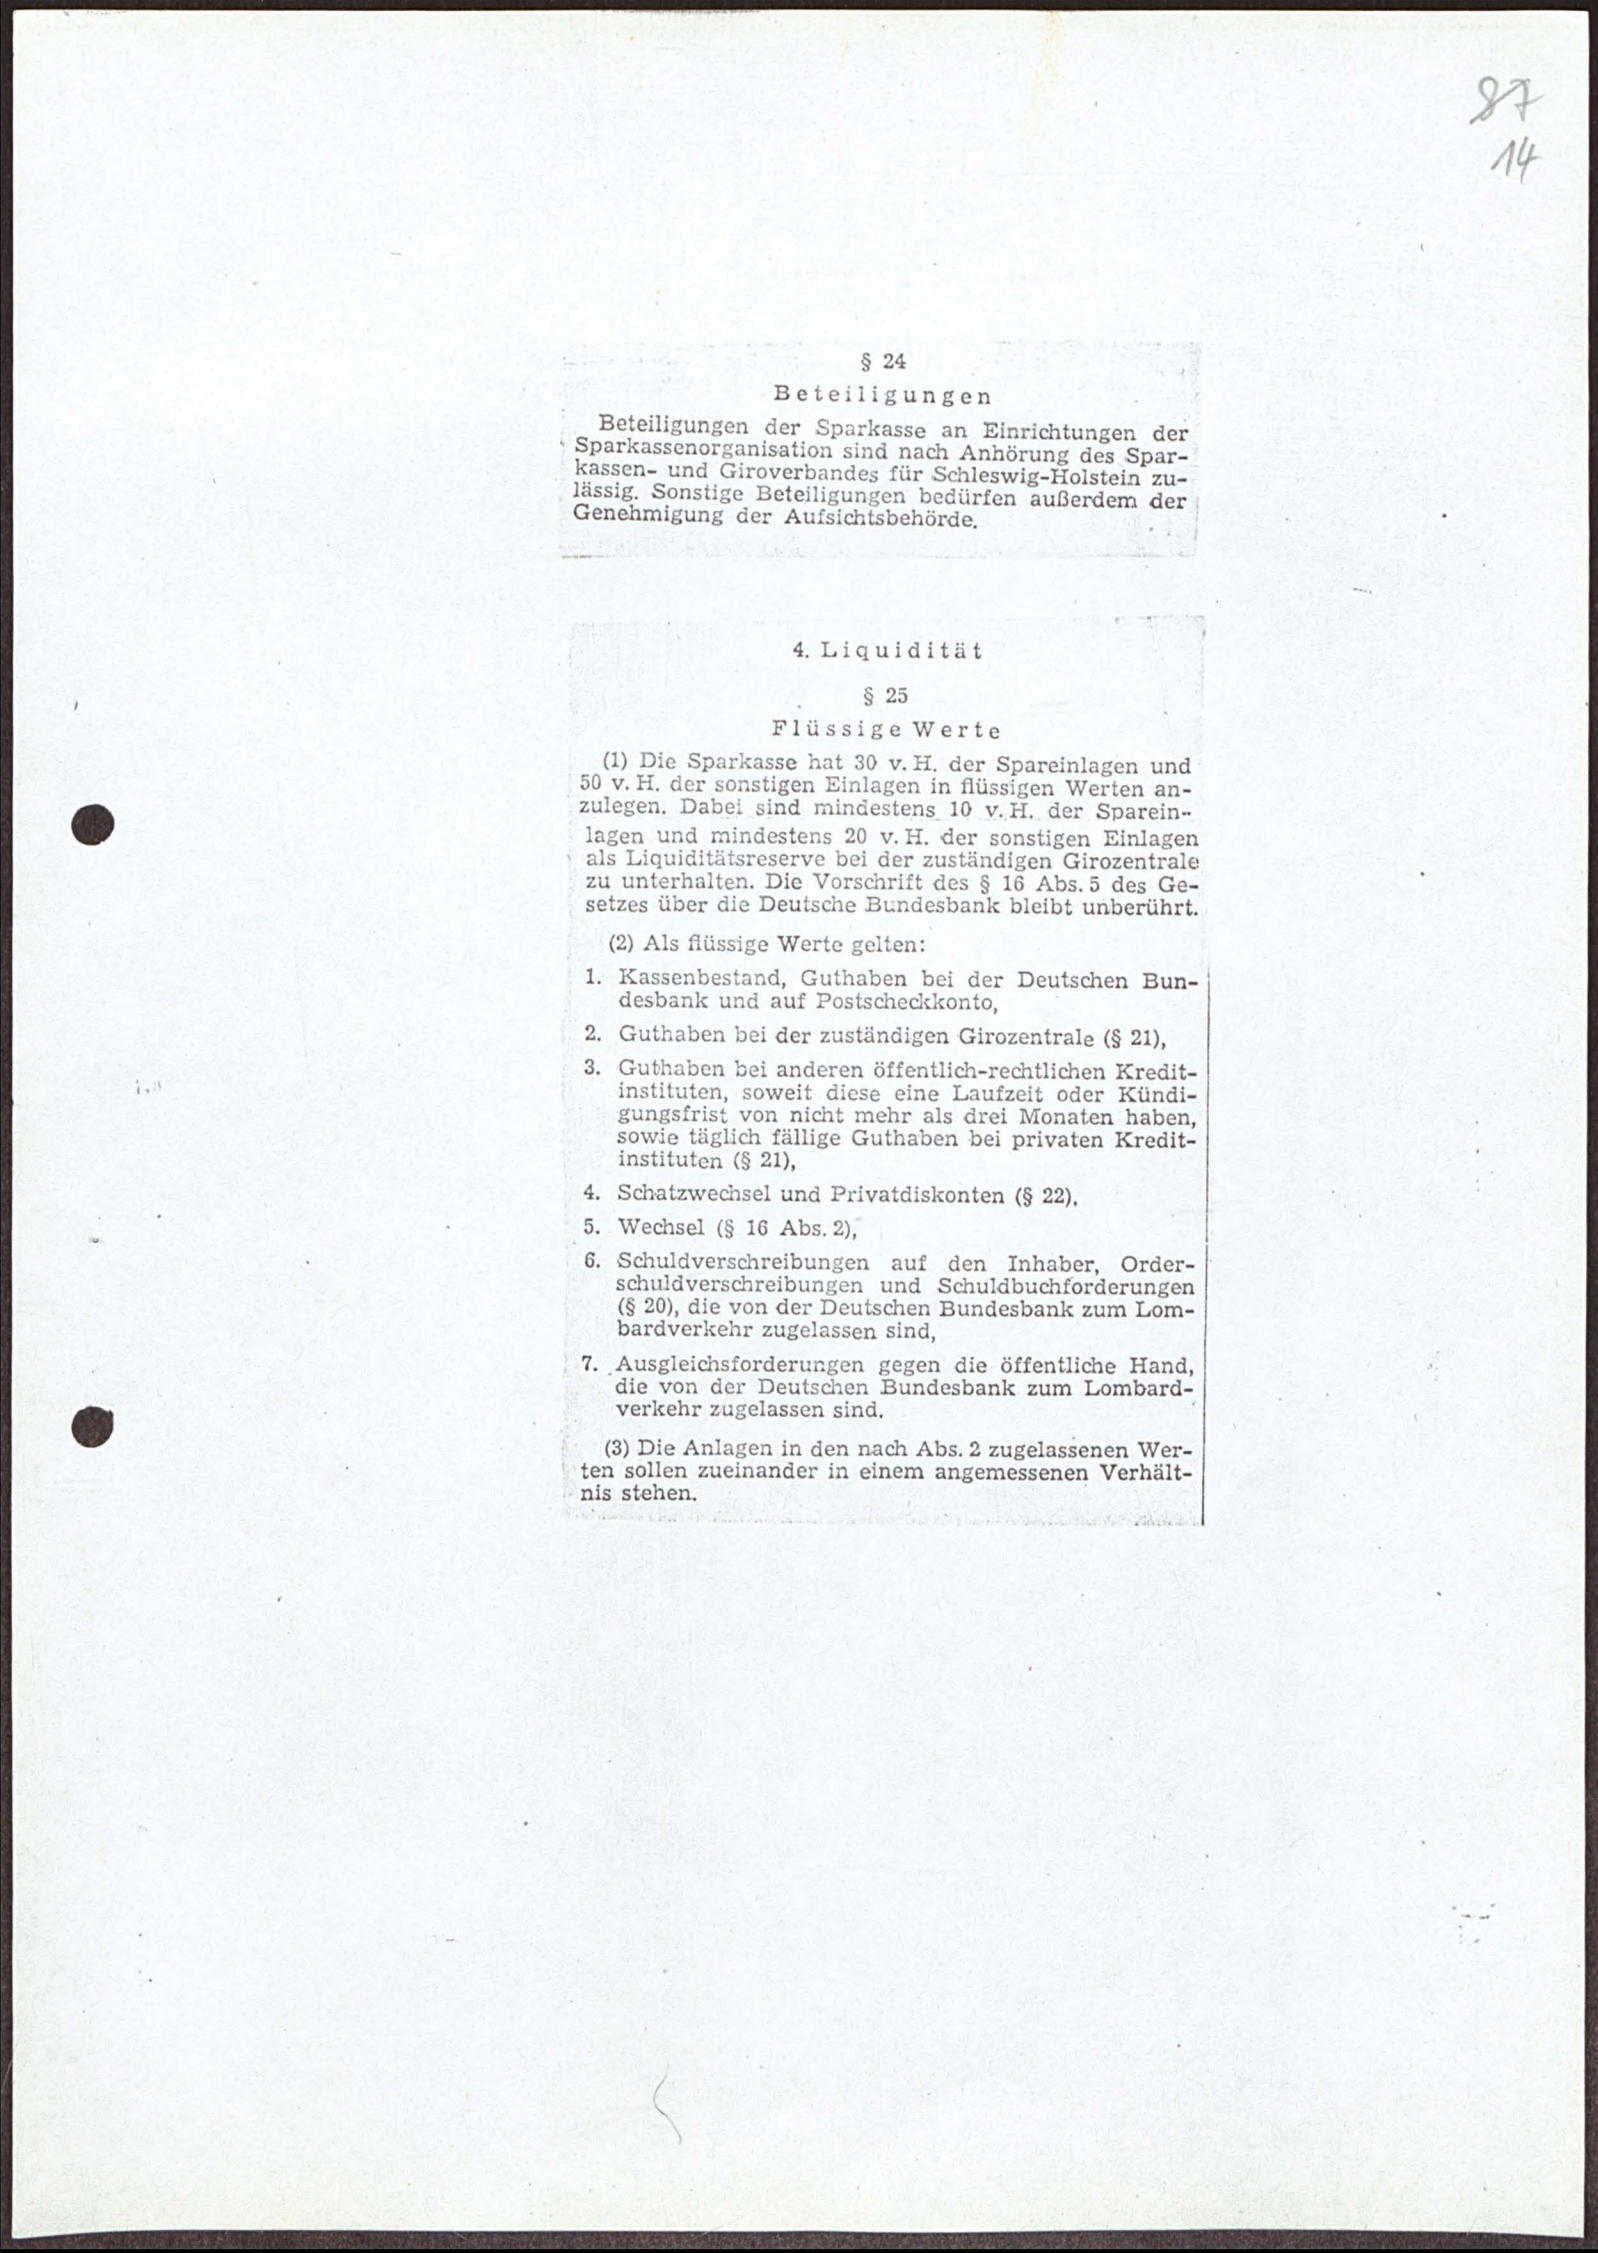 87
14
§ 24
Beteiligungen
Beteiligungen der Sparkasse an Einrichtungen der
Sparkassenorganisation sind nach Anhörung des Spar-
kassen- und Giroverbandes für Schleswig-Holstein zu-
lässig. Sonstige Beteiligungen bedürfen außerdem der
Genehmigung der Aufsichtsbehörde.
4. Liquidität
§ 25
Flüssige Werte
(1) Die Sparkasse hat 30 v. H. der Spareinlagen und
50 v. H. der sonstigen Einlagen in flüssigen Werten an-
zulegen. Dabei sind mindestens 10 v. H. der Sparein-
lagen und mindestens 20 v. H. der sonstigen Einlagen
als Liquiditätsreserve bei der zuständigen Girozentrale
zu unterhalten. Die Vorschrift des § 16 Abs. 5 des Ge-
setzes über die Deutsche Bundesbank bleibt unberührt.
(2) Als flüssige Werte gelten:
1. Kassenbestand, Guthaben bei der Deutschen Bun-
desbank und auf Postscheckkonto,
2. Guthaben bei der zuständigen Girozentrale (§ 21),
3. Guthaben bei anderen öffentlich-rechtlichen Kredit-
instituten, soweit diese eine Laufzeit oder Kündi-
gungsfrist von nicht mehr als drei Monaten haben,
sowie täglich fällige Guthaben bei privaten Kredit-
instituten (§ 21),
4. Schatzwechsel und Privatdiskonten (§ 22),
5. Wechsel (§ 16 Abs. 2),
6. Schuldverschreibungen auf den Inhaber, Order-
schuldverschreibungen und Schuldbuchforderungen
(§ 20), die von der Deutschen Bundesbank zum Lom-
bardverkehr zugelassen sind,
7. Ausgleichsforderungen gegen die öffentliche Hand,
die von der Deutschen Bundesbank zum Lombard-
verkehr zugelassen sind.
(3) Die Anlagen in den nach Abs. 2 zugelassenen Wer-
ten sollen zueinander in einem angemessenen Verhält-
nis stehen.